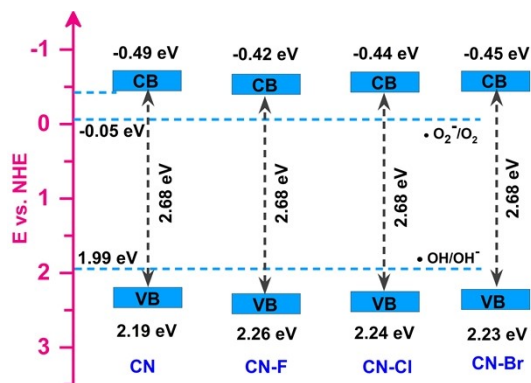 -0.49 eV -0.42 eV -0.44 eV -0.45 eV
-1
CB CB CB CB
0
-0.05 eV
• O₂⁻/O₂
E vs. NHE
1
2.68 eV 2.68 eV 2.68 eV 2.68 eV
1.99 eV
• OH/OH⁻
2
VB VB VB VB
2.19 eV 2.26 eV 2.24 eV 2.23 eV
3
CN CN-F CN-Cl CN-Br